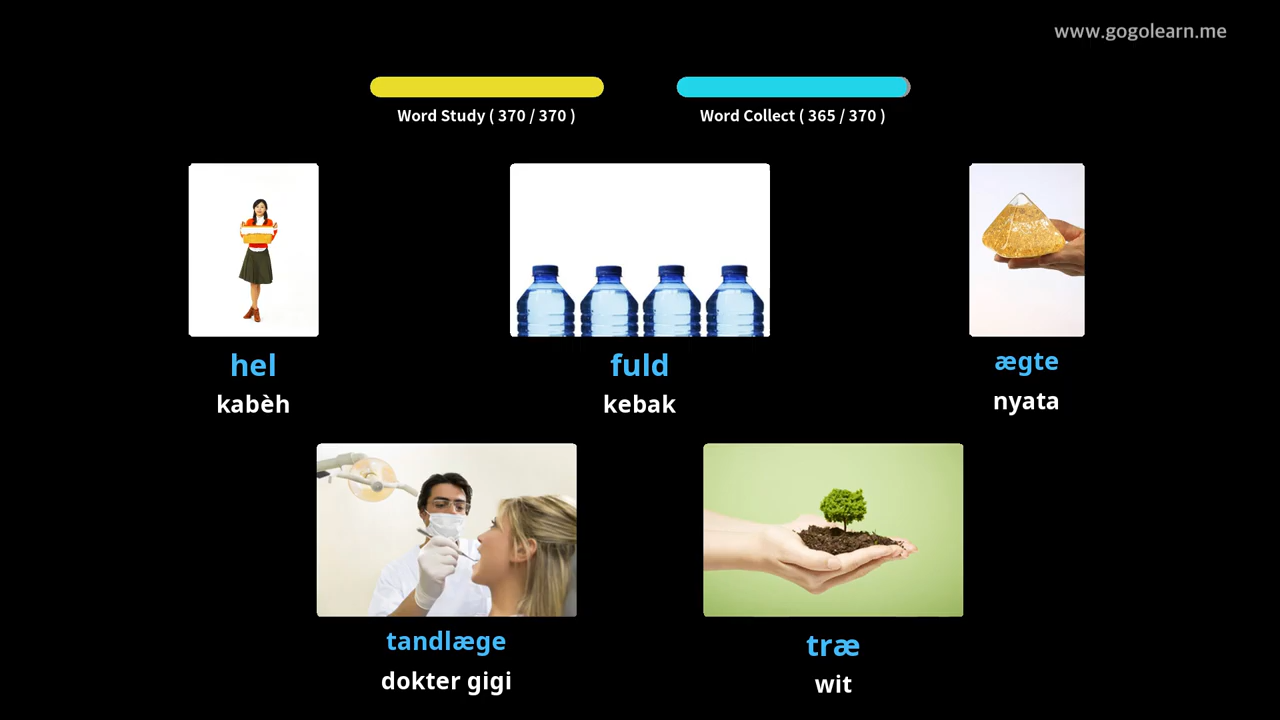 www.gogolearn.me
Word Study ( 370 / 370 )
Word Collect ( 365 / 370 )
hel
kabèh
fuld
kebak
ægte
nyata
tandlæge
dokter gigi
træ
wit